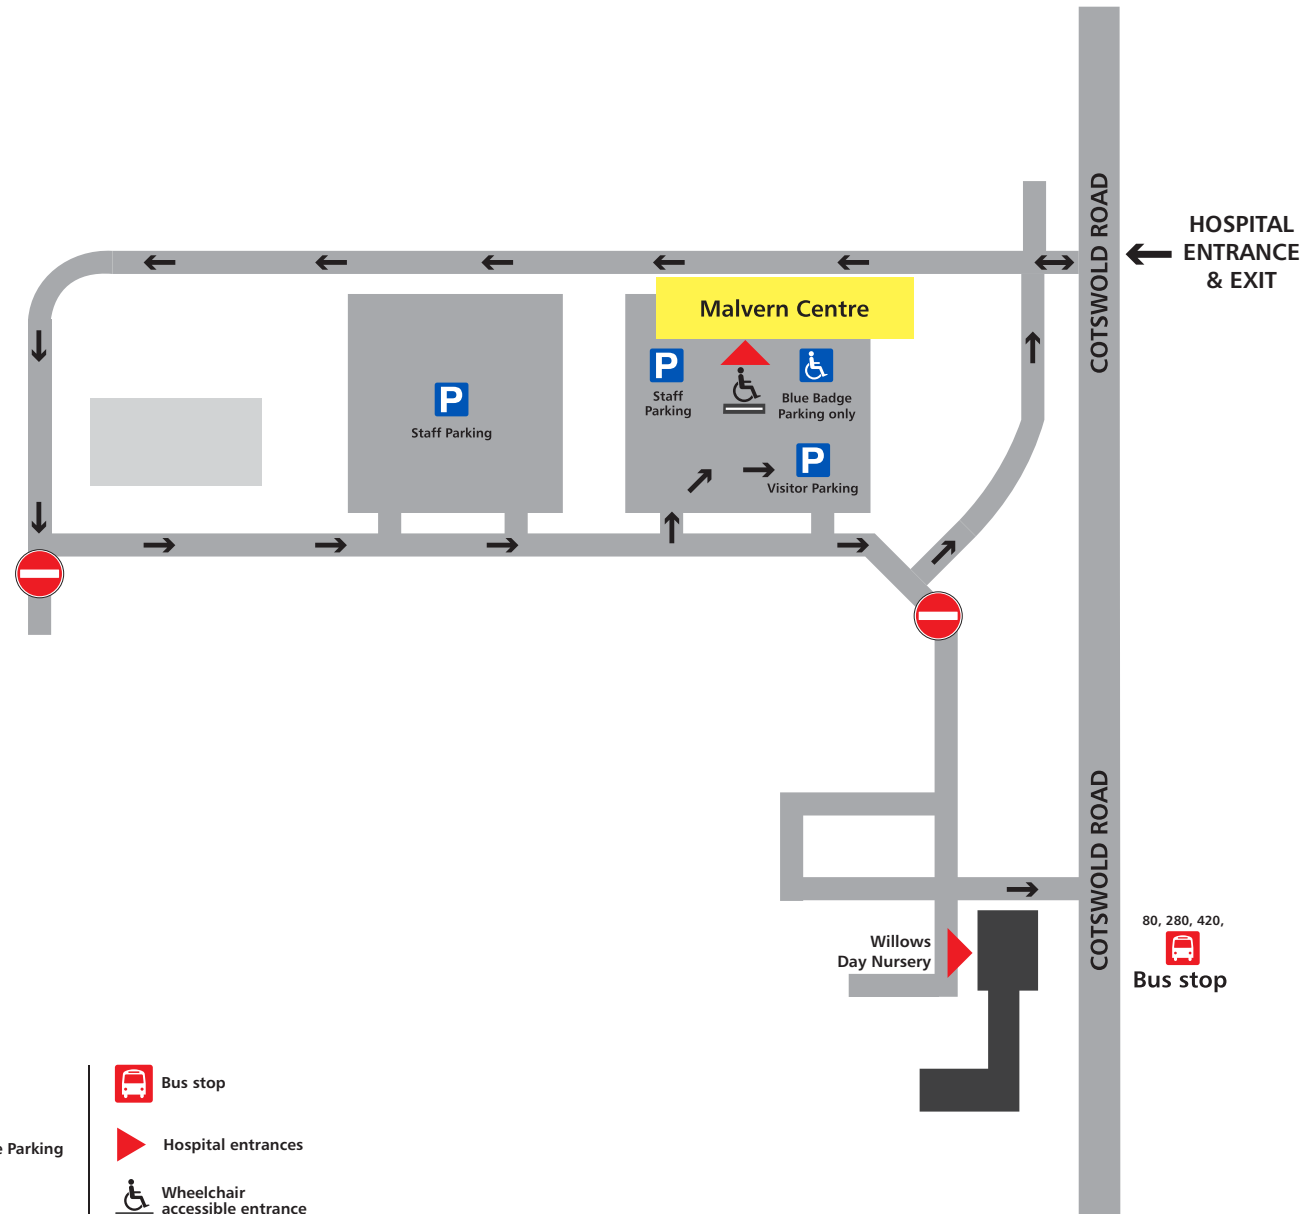 COTSWOLD ROAD
HOSPITAL
ENTRANCE
& EXIT
Malvern Centre
P
Staff
Parking
Blue Badge
Parking only
P
Staff Parking
P
Visitor Parking
COTSWOLD ROAD
80, 280, 420,
Bus stop
Willows
Day Nursery
Bus stop
Hospital entrances
Parking
Wheelchair
accessible entrance